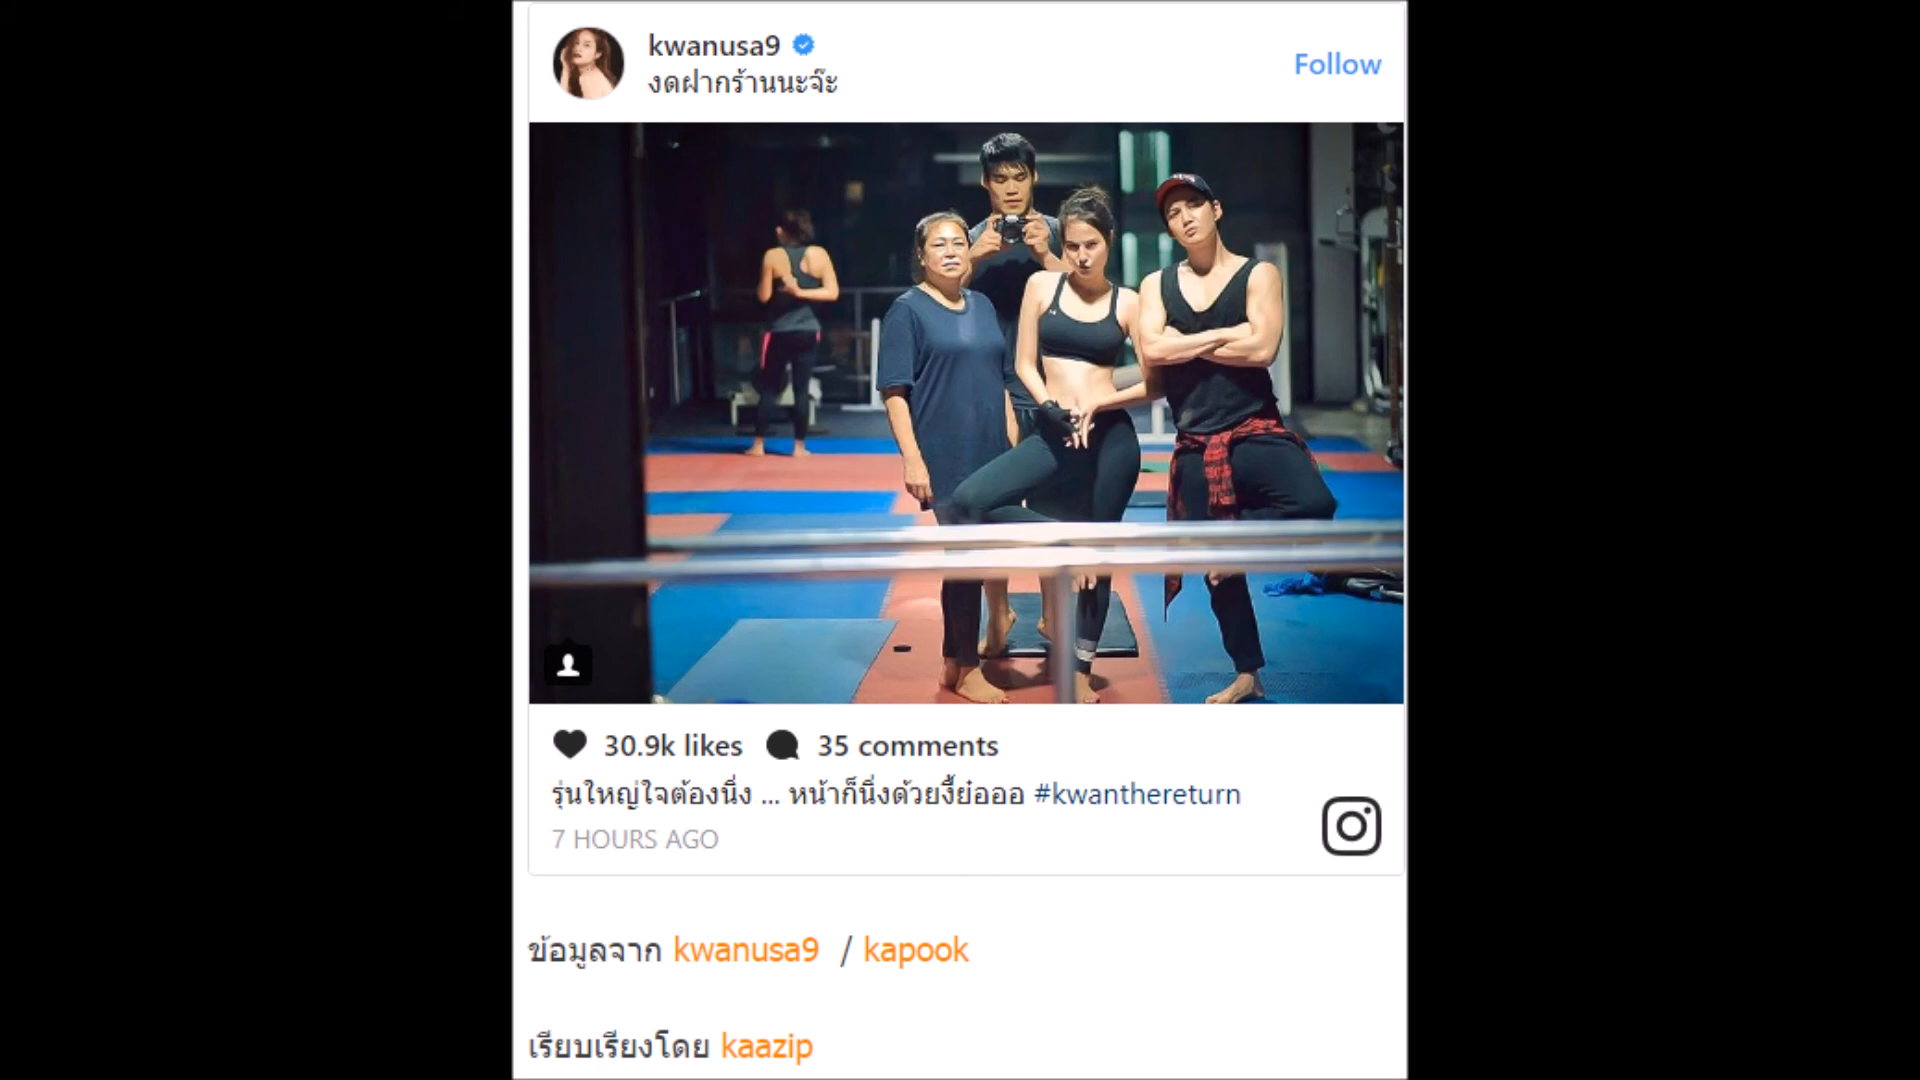 kwanusa9
งดฝากร้านนะจ๊ะ
Follow
30.9k likes 35 comments
รุ่นใหญ่ใจต้องนิ่ง ... หน้าก็นิ่งด้วยงี้ย่อออ #kwanthereturn
7 HOURS AGO
ข้อมูลจาก kwanusa9 / kapook
เรียบเรียงโดย kaazip